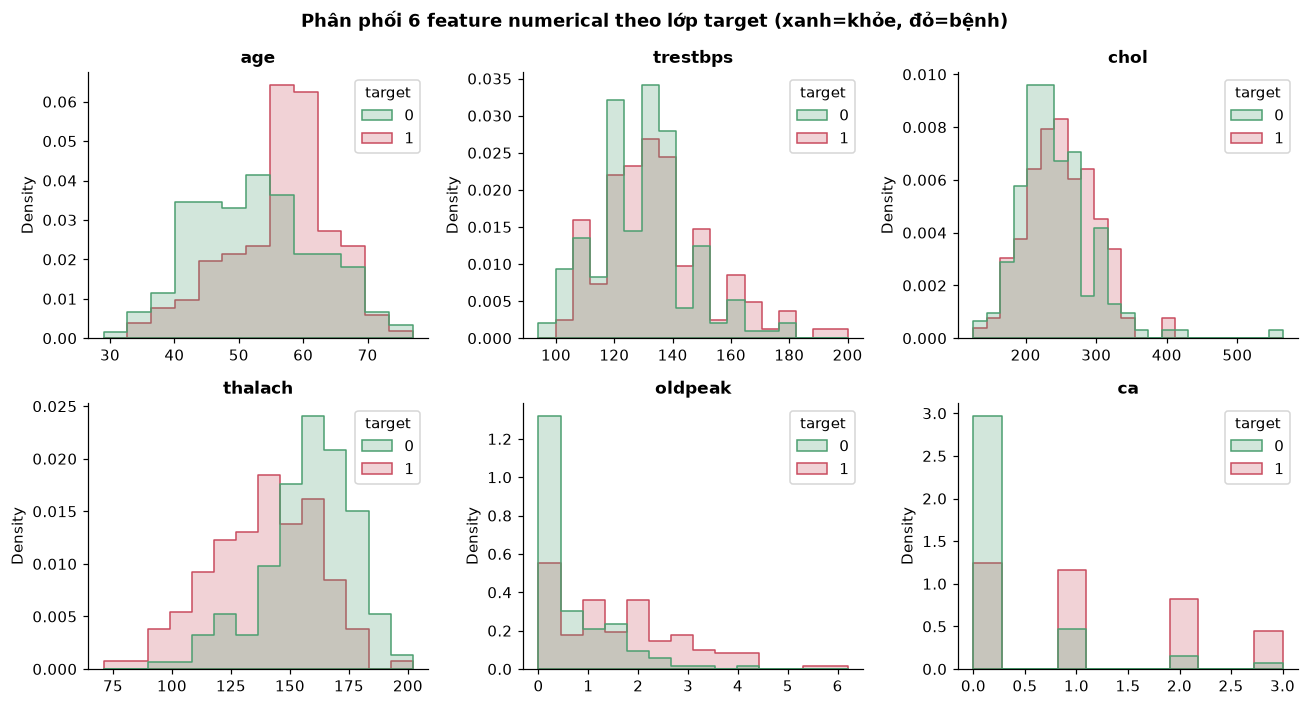 Phân phối 6 feature numerical theo lớp target (xanh=khỏe, đỏ=bệnh)
age
Density
0.06
0.05
0.04
0.03
0.02
0.01
0.00
30 40 50 60 70
target
0
1
trestbps
Density
0.035
0.030
0.025
0.020
0.015
0.010
0.005
0.000
100 120 140 160 180 200
target
0
1
chol
Density
0.010
0.008
0.006
0.004
0.002
0.000
200 300 400 500
target
0
1
thalach
Density
0.025
0.020
0.015
0.010
0.005
0.000
75 100 125 150 175 200
target
0
1
oldpeak
Density
1.2
1.0
0.8
0.6
0.4
0.2
0.0
0 1 2 3 4 5 6
target
0
1
ca
Density
3.0
2.5
2.0
1.5
1.0
0.5
0.0
0.0 0.5 1.0 1.5 2.0 2.5 3.0
target
0
1